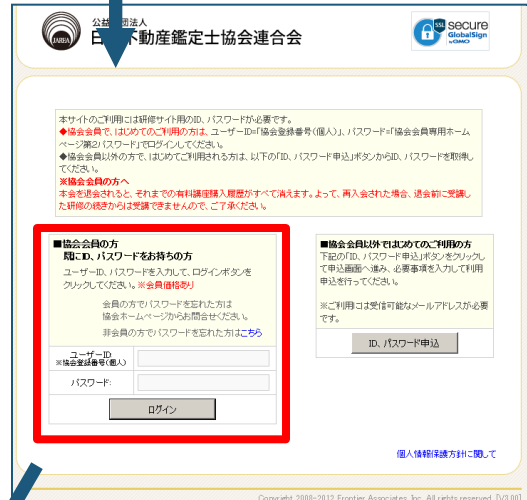 JAREA
公益 団法人
日 不動産鑑定士協会連合会
SSL secure
GlobalSign
by GMO
本サイトのご利用には研修サイト用のID、パスワードが必要です。
◆協会会員で、はじめてのご利用の方は、ユーザーID=「協会登録番号(個人)」、パスワード=「協会会員専用ホーム
ページ第2パスワード」でログインしてください。
◆協会会員以外の方で、はじめてご利用される方は、以下の「ID、パスワード申込」ボタンからID、パスワードを取得し
てください。
※協会会員の方へ
本会を退会されると、それまでの有料講座購入履歴がすべて消えます。よって、再入会された場合、退会前に受講し
た研修の続きからは受講できませんので、ご了承ください。
■協会会員の方
既にID、パスワードをお持ちの方
ユーザーID、パスワードを入力して、ログインボタンを
クリックしてください。※会員価格あり
会員の方でパスワードを忘れた方は
協会ホームページからお問合せください。
非会員の方でパスワードを忘れた方はこちら
ユーザーID
※協会登録番号(個人)
パスワード:
ログイン
■協会会員以外ではじめてのご利用の方
下記の「ID、パスワード申込」ボタンをクリックし
て申込画面へ進み、必要事項を入力して利用
申込を行ってください。
※ご利用には受信可能なメールアドレスが必要
です。
ID、パスワード申込
個人情報保護方針に関して
Copyright 2008-2012 Frontier Associates, Inc. All rights reserved. [V3.00]